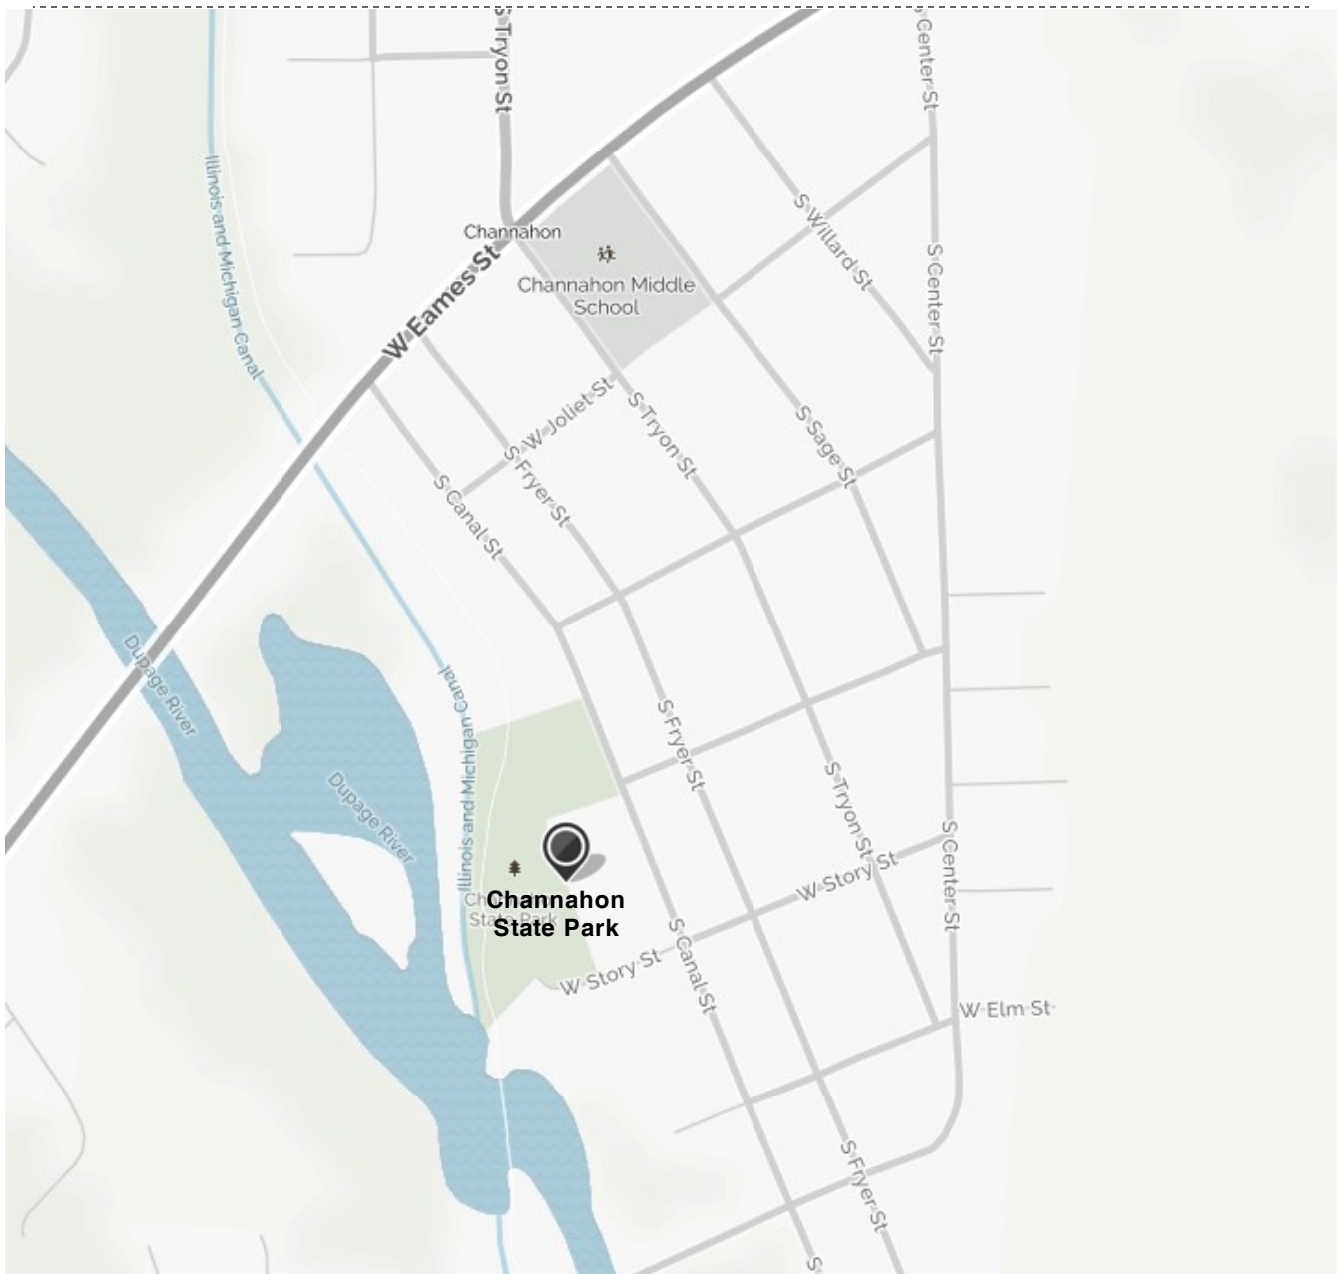 S Tryon St
S Center St
Illinois and Michigan Canal
S Willard St
Channahon
W Eames St
Channahon Middle
School
S Center St
W Joliet St
S Tryon St
S Sage St
S Fryer St
S Canal St
Dupage River
Illinois and Michigan Canal
S Fryer St
Dupage River
S Tryon St
S Center St
W Story St
Channahon
State Park
State Park
S Canal St
W Story St
W Elm St
S Fryer St
S